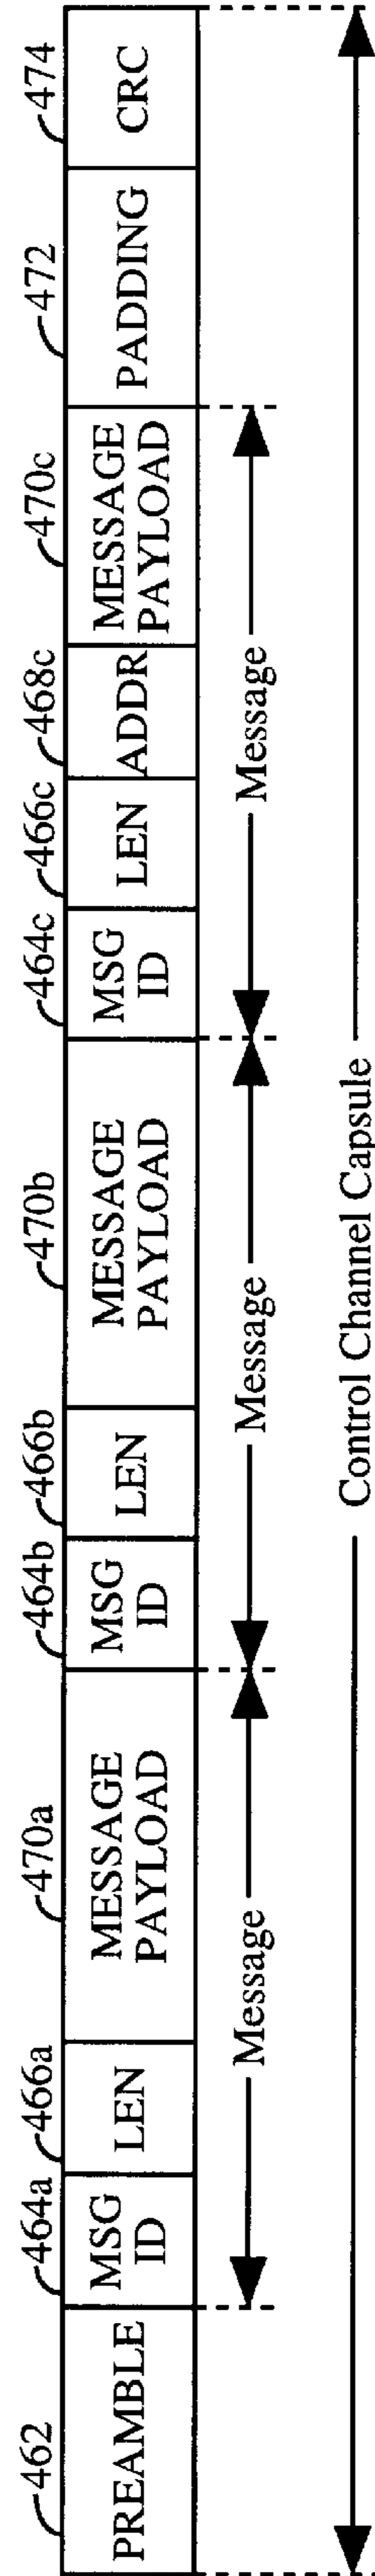 462
464a
466a
470a
464b
466b
470b
464c
466c
468c
470c
472
474
PREAMBLE
MSG
ID
LEN
MESSAGE
PAYLOAD
MSG
ID
LEN
MESSAGE
PAYLOAD
MSG
ID
LEN
ADDR
MESSAGE
PAYLOAD
PADDING
CRC
Message
Message
Message
Control Channel Capsule